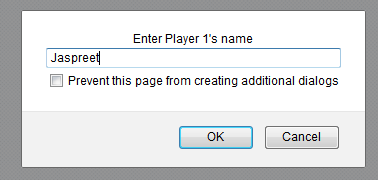 Enter Player 1's name
Jaspreet
Prevent this page from creating additional dialogs
OK Cancel